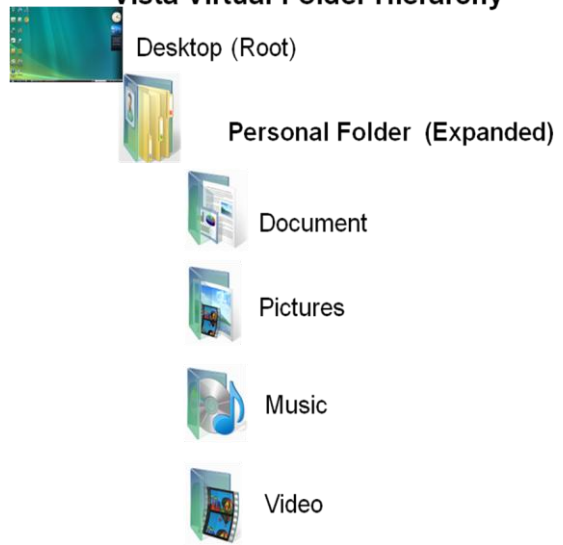 Vista Virtual Folder Hierarchy
Desktop (Root)
Personal Folder (Expanded)
Document
Pictures
Music
Video